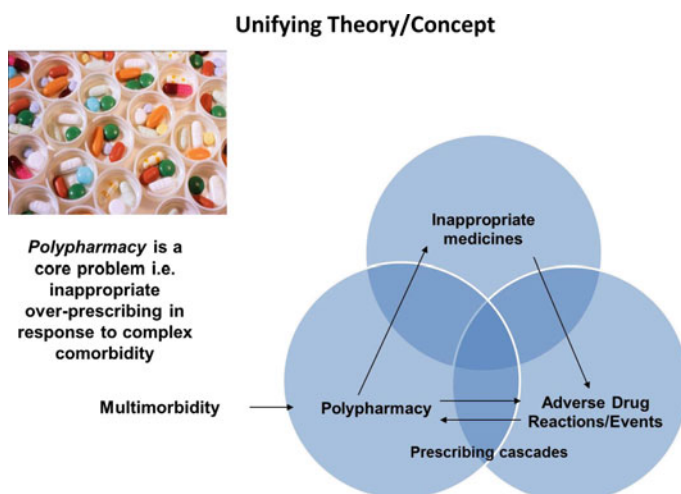 Unifying Theory/Concept
Polypharmacy is a
core problem i.e.
inappropriate
over-prescribing in
response to complex
comorbidity
Inappropriate
medicines
Multimorbidity
Polypharmacy
Adverse Drug
Reactions/Events
Prescribing cascades